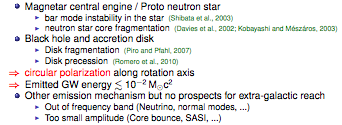 Magnetar central engine / Proto neutron star
bar mode instability in the star (Shibata et al., 2003)
neutron star core fragmentation (Davies et al., 2002; Kobayashi and Mészáros, 2003)
Black hole and accretion disk
Disk fragmentation (Piro and Pfahl, 2007)
Disk precession (Romero et al., 2010)
⇒ circular polarization along rotation axis
⇒ Emitted GW energy ≲ 10⁻² M⊙c²
Other emission mechanism but no prospects for extra-galactic reach
Out of frequency band (Neutrino, normal modes, ...)
Too small amplitude (Core bounce, SASI, ...)